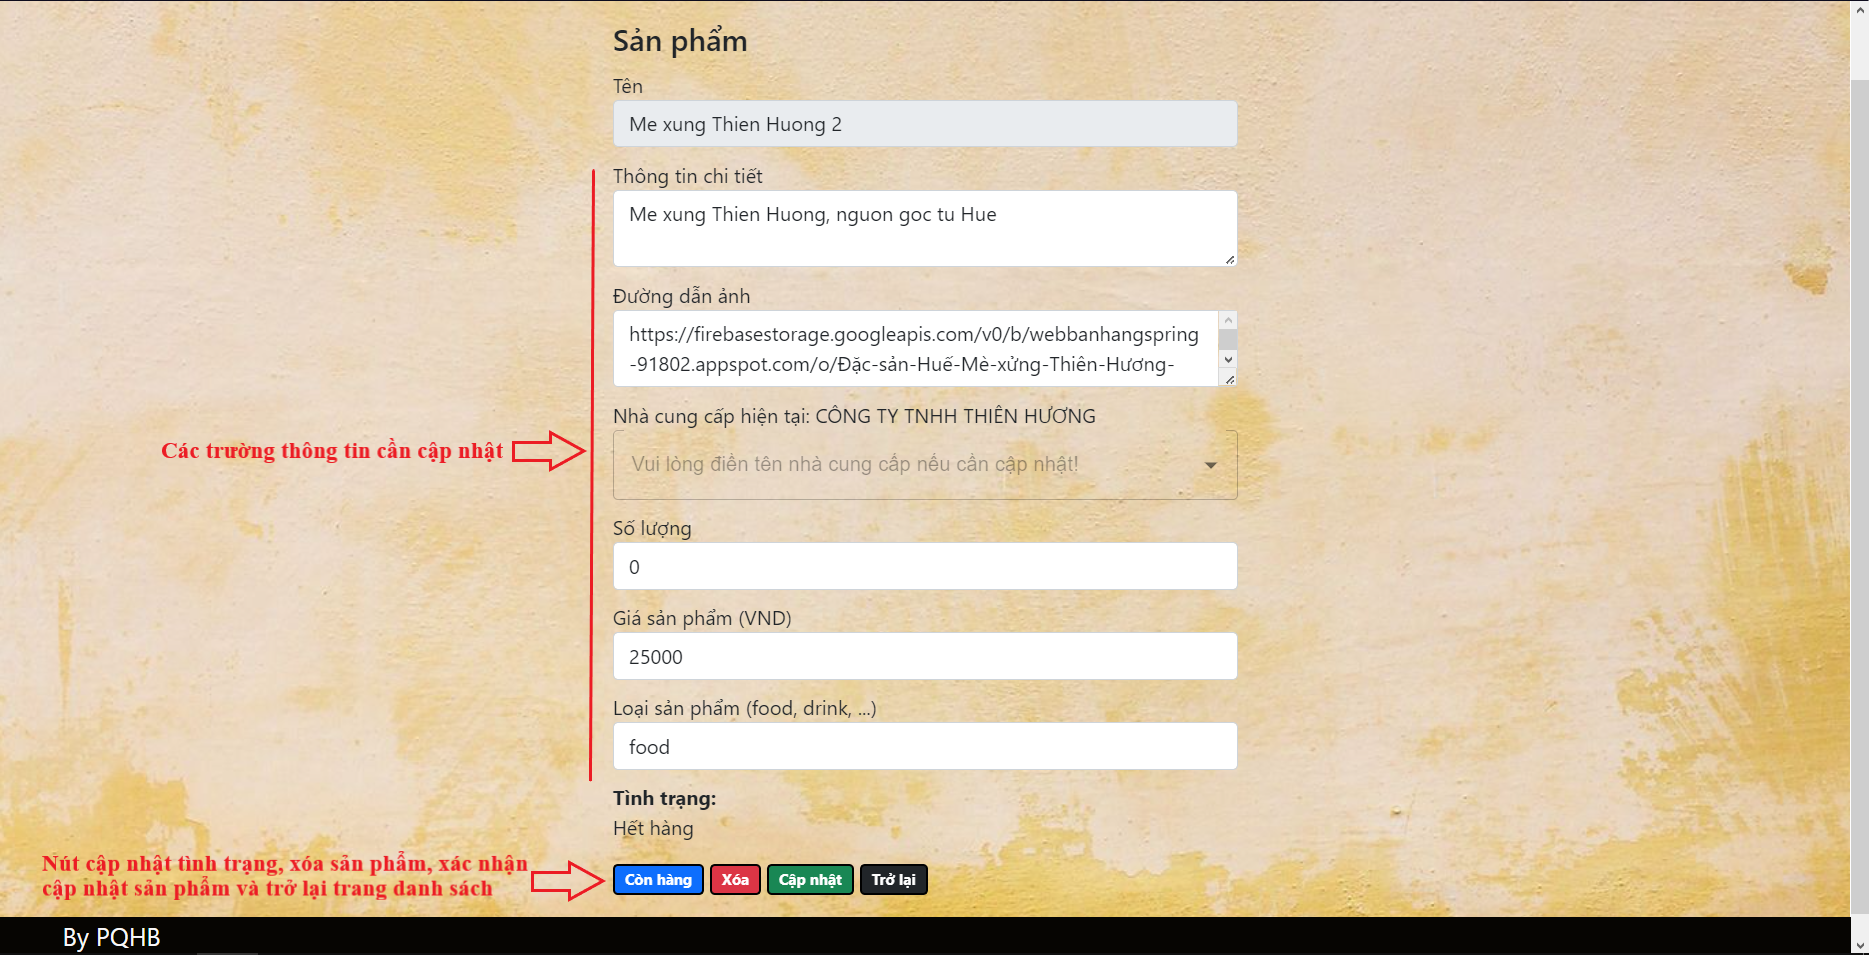 Sản phẩm
Tên
Me xung Thien Huong 2
Thông tin chi tiết
Me xung Thien Huong, nguon goc tu Hue
Đường dẫn ảnh
https://firebasestorage.googleapis.com/v0/b/webbanhangspring
-91802.appspot.com/o/Đặc-sản-Huế-Mè-xửng-Thiên-Hương-
Nhà cung cấp hiện tại: CÔNG TY TNHH THIÊN HƯƠNG
Các trường thông tin cần cập nhật
Vui lòng điền tên nhà cung cấp nếu cần cập nhật!
Số lượng
0
Giá sản phẩm (VND)
25000
Loại sản phẩm (food, drink, ...)
food
Tình trạng:
Hết hàng
Nút cập nhật tình trạng, xóa sản phẩm, xác nhận
cập nhật sản phẩm và trở lại trang danh sách
Còn hàng Xóa Cập nhật Trở lại
By PQHB